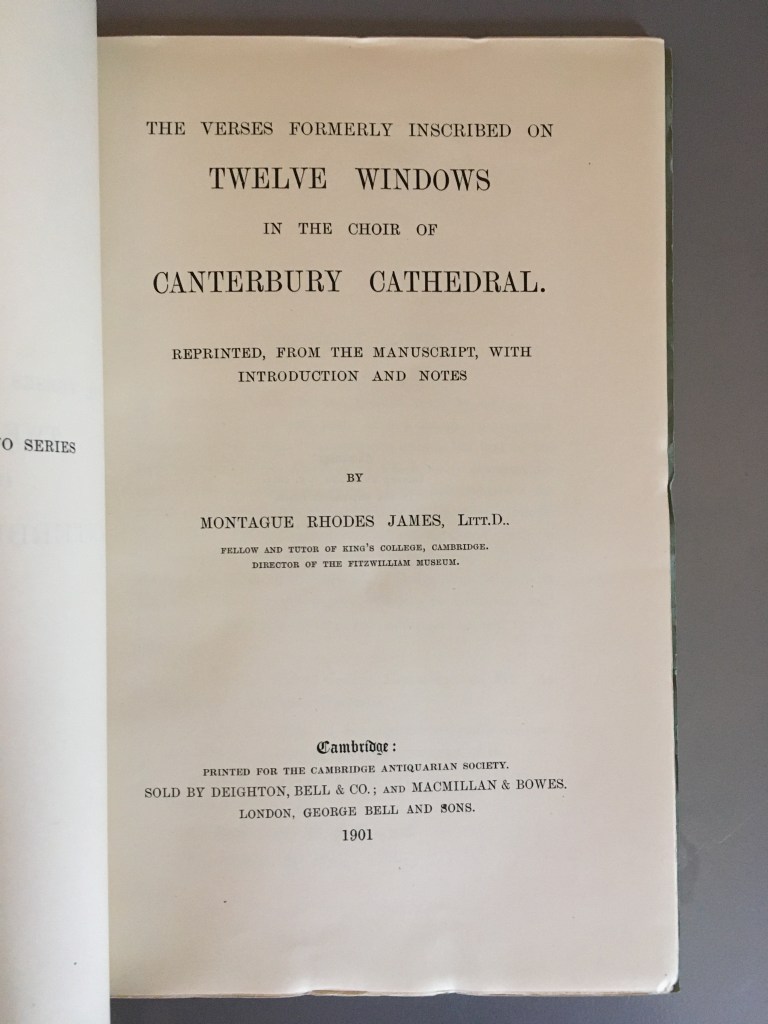 THE VERSES FORMERLY INSCRIBED ON
TWELVE WINDOWS
IN THE CHOIR OF
CANTERBURY CATHEDRAL.
REPRINTED, FROM THE MANUSCRIPT, WITH
INTRODUCTION AND NOTES
SERIES
BY
MONTAGUE RHODES JAMES, LITT.D..
FELLOW AND TUTOR OF KING'S COLLEGE, CAMBRIDGE.
DIRECTOR OF THE FITZWILLIAM MUSEUM.
Cambridge:
PRINTED FOR THE CAMBRIDGE ANTIQUARIAN SOCIETY.
SOLD BY DEIGHTON, BELL & CO.; AND MACMILLAN & BOWES.
LONDON, GEORGE BELL AND SONS.
1901